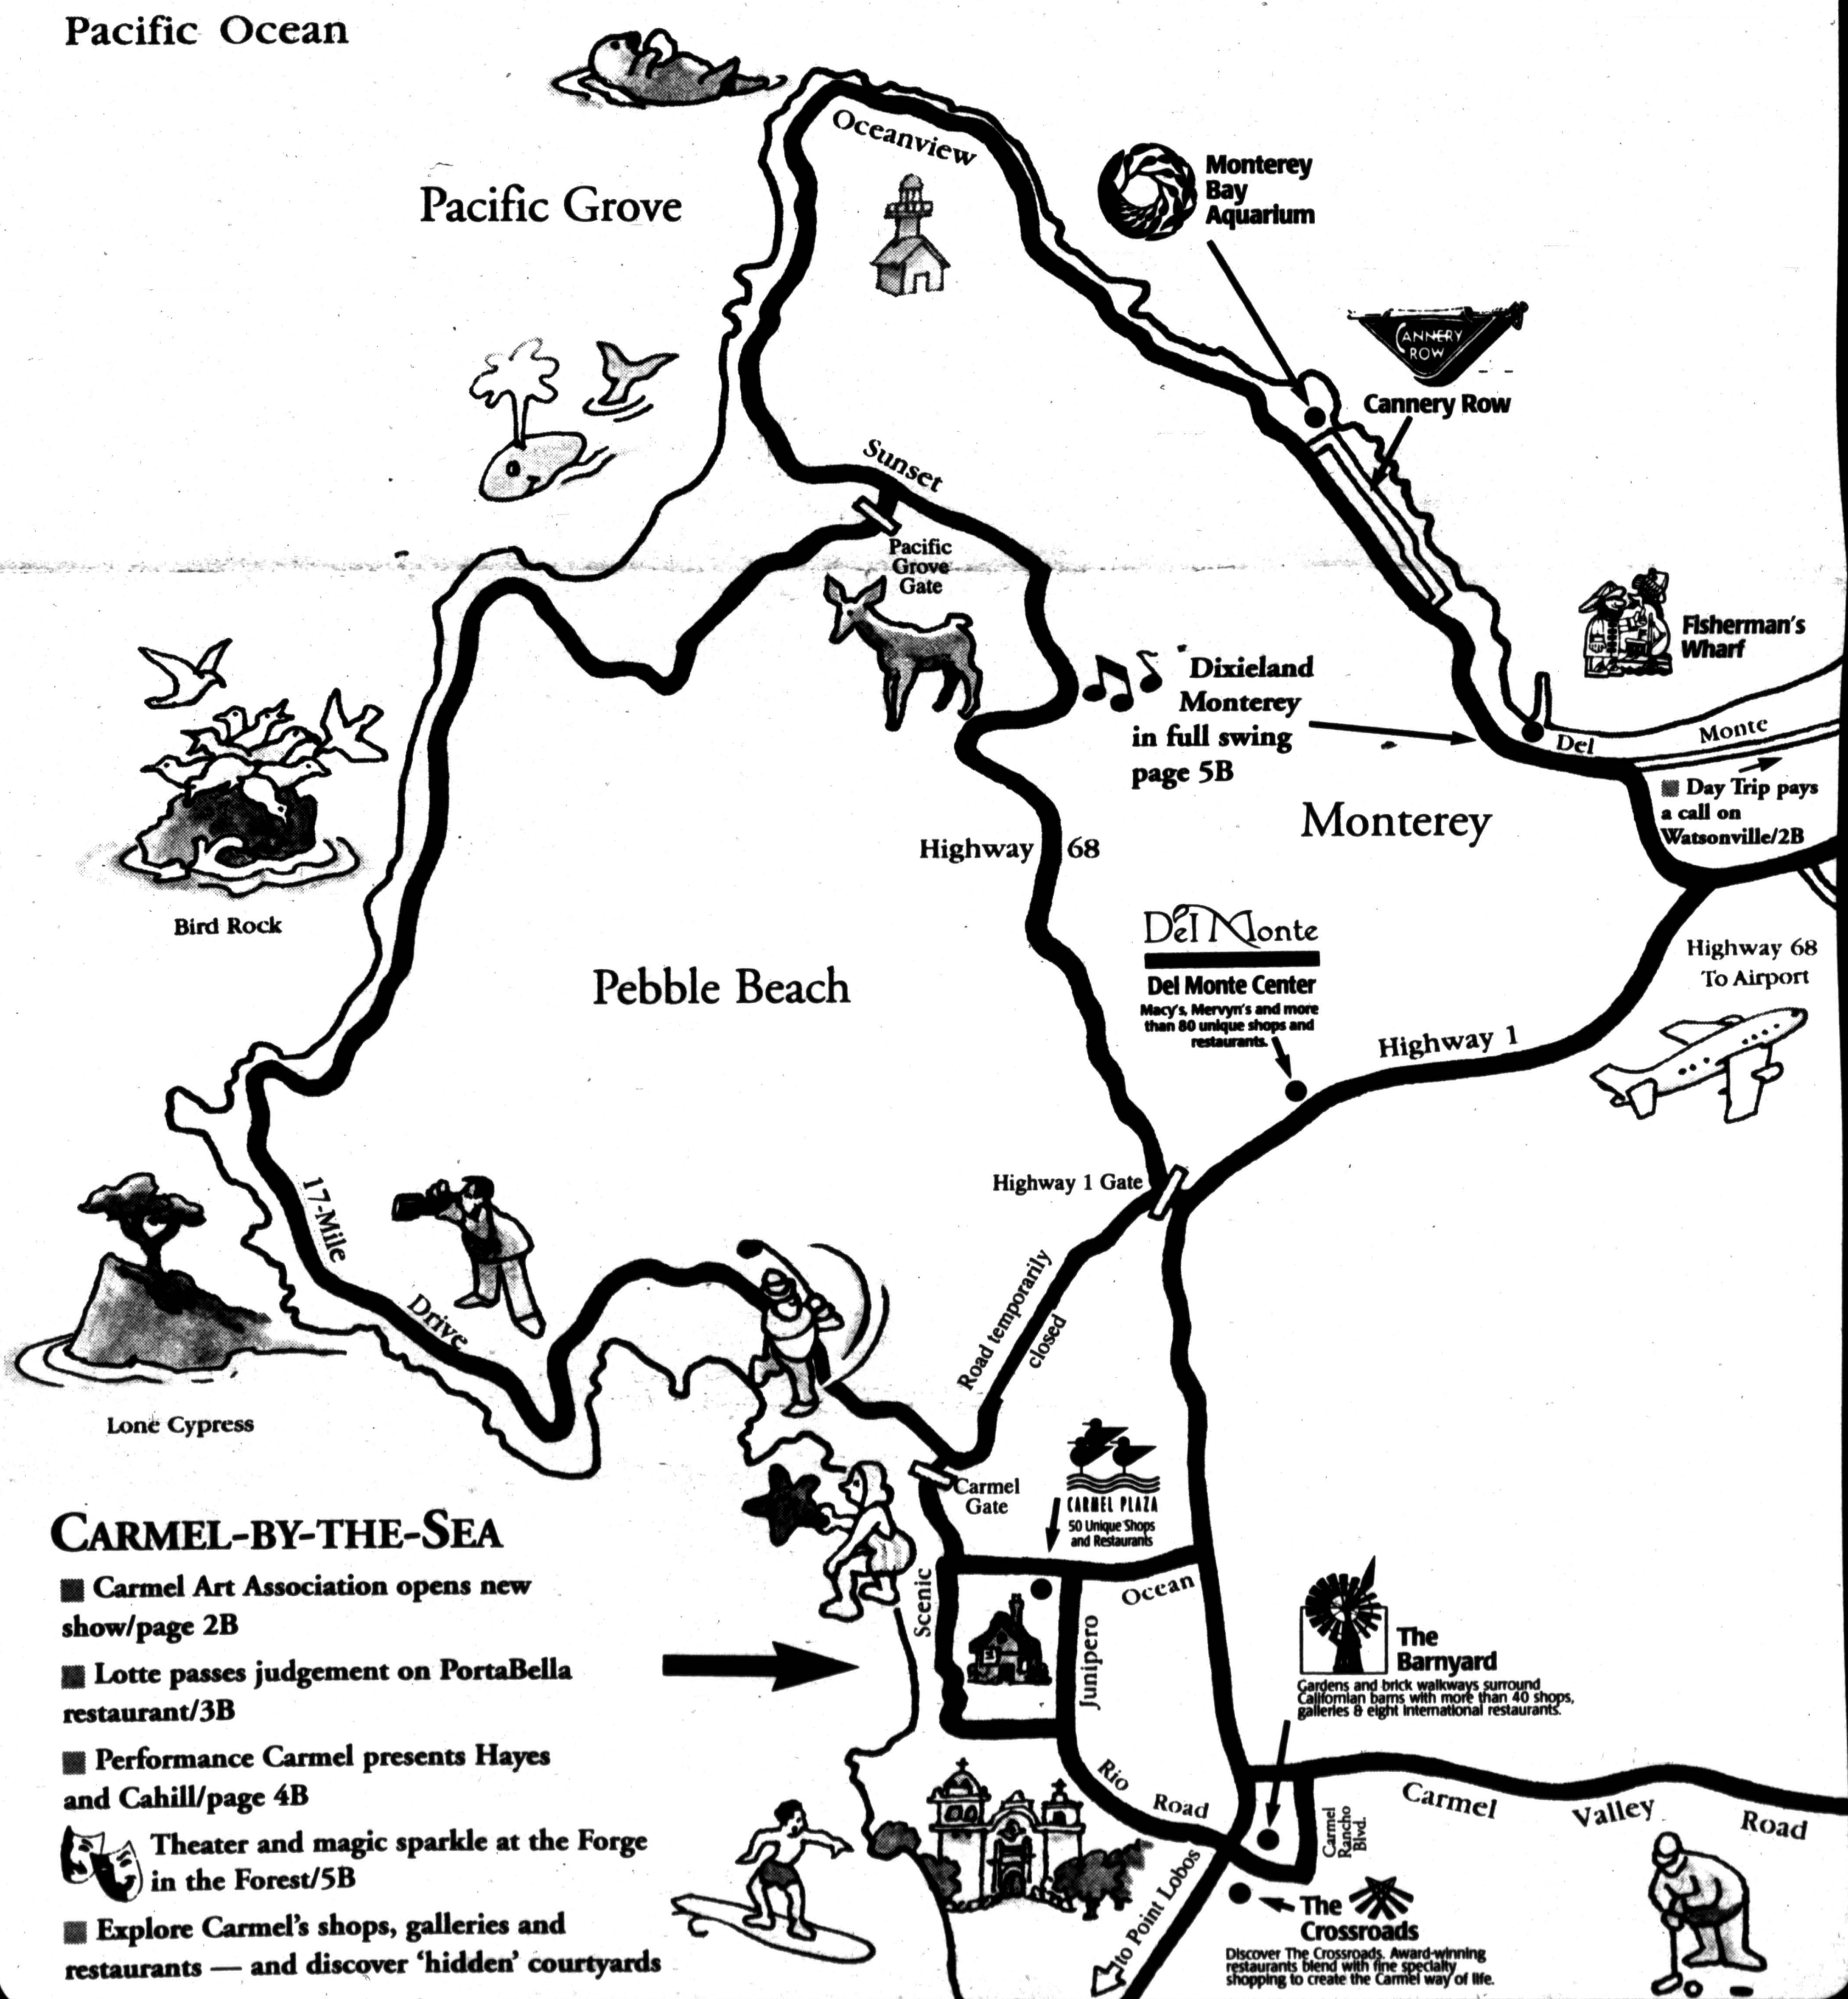 Pacific Ocean
Oceanview
Pacific Grove
Monterey
Bay
Aquarium
CANNERY
ROW
Cannery Row
Sunset
Pacific
Grove
Gate
Fisherman's
Wharf
Dixieland
Monterey
in full swing
page 5B
Del Monte
Day Trip pays
a call on
Watsonville/2B
Monterey
Highway 68
Bird Rock
Del Monte
Del Monte Center
Macy's, Mervyn's and more
than 80 unique shops and
restaurants.
Highway 68
To Airport
Pebble Beach
Highway 1
Highway 1 Gate
17-Mile
Drive
Road temporarily
closed
Lone Cypress
Carmel
Gate
CARMEL PLAZA
50 Unique Shops
and Restaurants
CARMEL-BY-THE-SEA
Carmel Art Association opens new
show/page 2B
Lotte passes judgement on PortaBella
restaurant/3B
Performance Carmel presents Hayes
and Cahill/page 4B
Theater and magic sparkle at the Forge
in the Forest/5B
Explore Carmel's shops, galleries and
restaurants — and discover 'hidden' courtyards
Scenic
Ocean
Junipero
The
Barnyard
Gardens and brick walkways surround
Californian barns with more than 40 shops,
galleries & eight international restaurants.
Rio Road
Carmel
Rancho
Blvd.
Carmel Valley Road
to Point Lobos
The
Crossroads
Discover The Crossroads. Award-winning
restaurants blend with fine specialty
shopping to create the Carmel way of life.